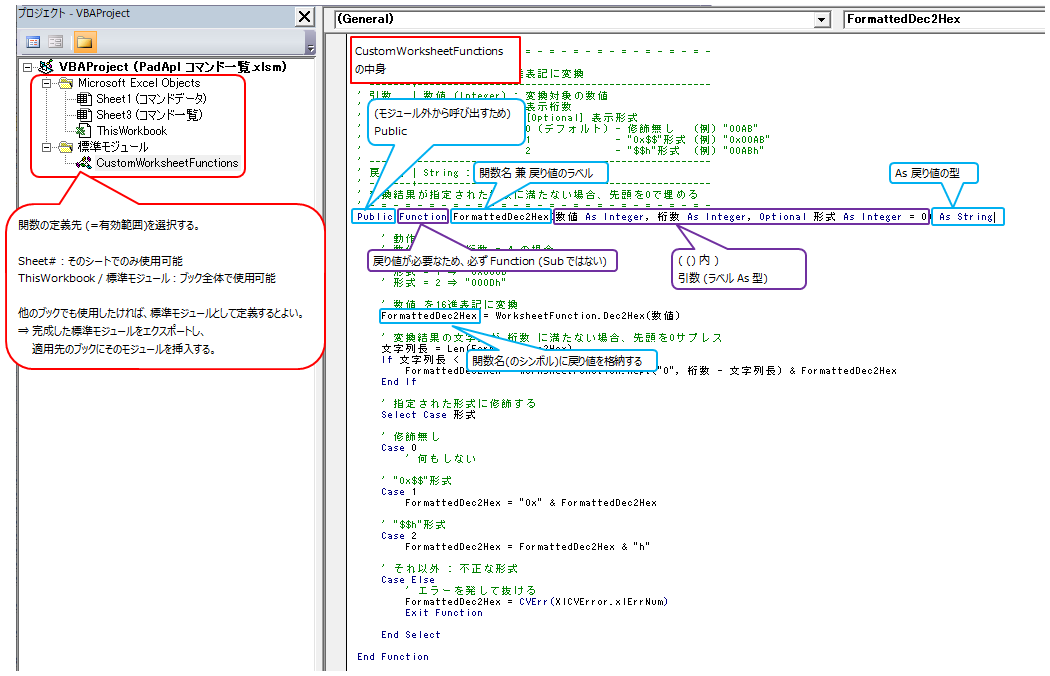 プロジェクト - VBAProject
VBAProject (PadApI コマンド一覧.xlsm)
Microsoft Excel Objects
Sheet1 (コマンドデータ)
Sheet3 (コマンド一覧)
ThisWorkbook
標準モジュール
CustomWorksheetFunctions
関数の定義先 (=有効範囲)を選択する。
Sheet# : そのシートでのみ使用可能
ThisWorkbook / 標準モジュール : ブック全体で使用可能
他のブックでも使用したければ、標準モジュールとして定義するとよい。
⇒ 完成した標準モジュールをエクスポートし、
適用先のブックにそのモジュールを挿入する。
(General)
FormattedDec2Hex
CustomWorksheetFunctions
の中身
表記に変換
' 引数 | 数値 (Integer) : 変換対象の数値
表示桁数
[Optional] 表示形式
0 (デフォルト) - 修飾無し (例) "00AB"
1 - "0x$$"形式 (例) "0x00AB"
2 - "$$h"形式 (例) "00ABh"
(モジュール外から呼び出すため)
Public
| String :
関数名 兼 戻り値のラベル
As 戻り値の型
変換結果が指定された に満たない場合、先頭を0で埋める
Public Function FormattedDec2Hex(数値 As Integer, 桁数 As Integer, Optional 形式 As Integer = 0) As String
' 動作
戻り値が必要なため、必ず Function (Sub ではない)
( () 内 )
引数 (ラベル As 型)
' 形式 = 1 ⇒ "0x000D"
' 形式 = 2 ⇒ "000Dh"
' 数値 を16進表記に変換
FormattedDec2Hex = WorksheetFunction.Dec2Hex(数値)
' 変換結果の文字 が 桁数 に満たない場合、先頭を0サプレス
文字列長 = Len(
If 文字列長 <
関数名(のシンボル)に戻り値を格納する
"0", 桁数 - 文字列長) & FormattedDec2Hex
End If
' 指定された形式に修飾する
Select Case 形式
' 修飾無し
Case 0
' 何もしない
' "0x$$"形式
Case 1
FormattedDec2Hex = "0x" & FormattedDec2Hex
' "$$h"形式
Case 2
FormattedDec2Hex = FormattedDec2Hex & "h"
' それ以外 : 不正な形式
Case Else
' エラーを発して抜ける
FormattedDec2Hex = CVErr(XlCVError.xlErrNum)
Exit Function
End Select
End Function